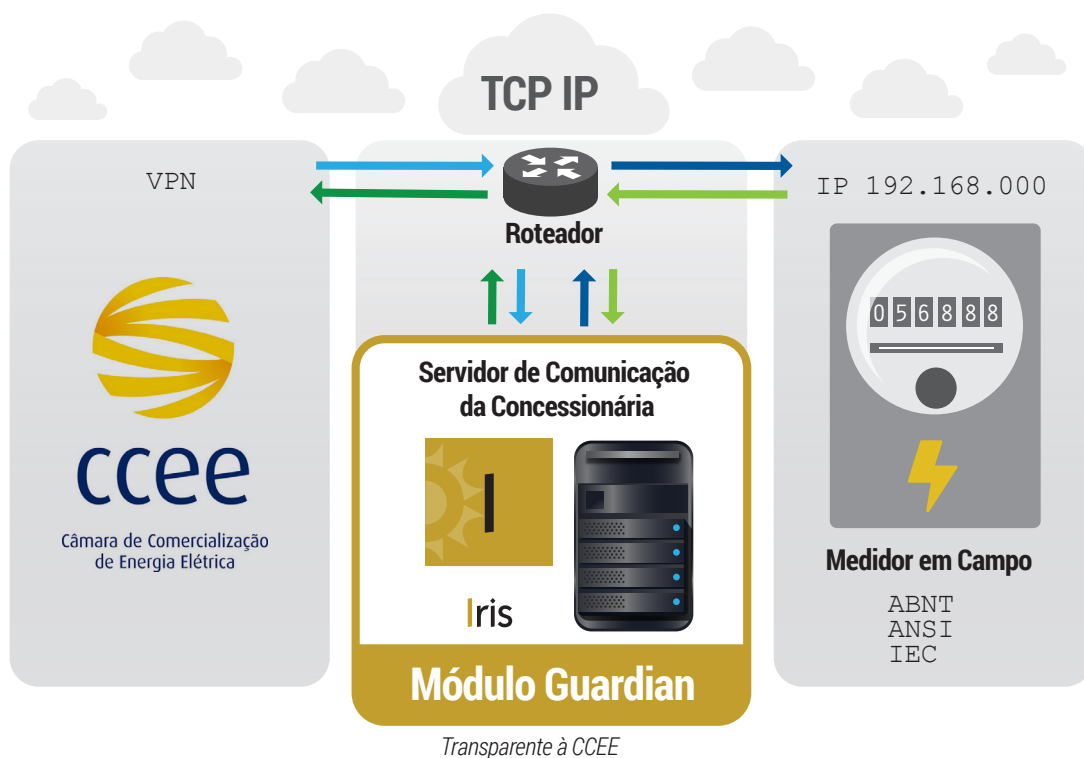 TCP IP
VPN
IP 192.168.000
Roteador
056888
ccee
Câmara de Comercialização
de Energia Elétrica
Servidor de Comunicação
da Concessionária
I
Iris
Módulo Guardian
Transparente à CCEE
Medidor em Campo
ABNT
ANSI
IEC